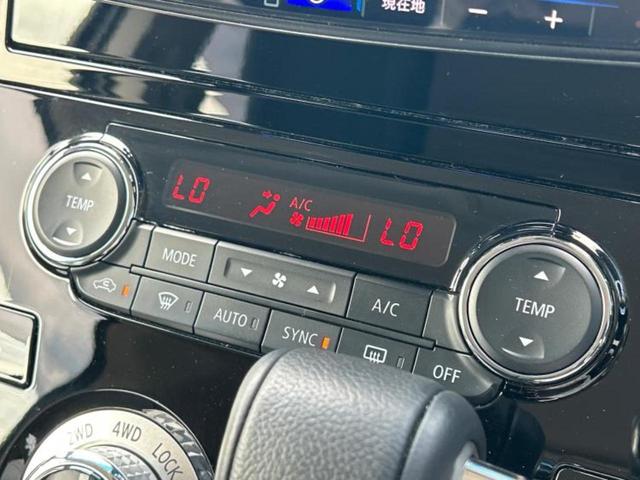 現在地
− +
LO A/C LO
TEMP
MODE
A/C
TEMP
AUTO
SYNC
OFF
2WD 4WD LOCK